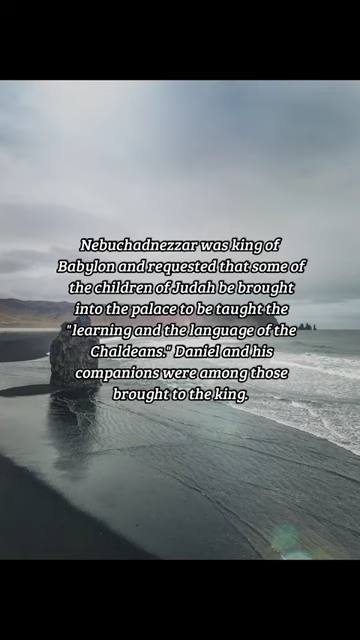 Nebuchadnezzar was king of
Babylon and requested that some of
the children of Judah be brought
into the palace to be taught the
"learning and the language of the
Chaldeans." Daniel and his
companions were among those
brought to the king.